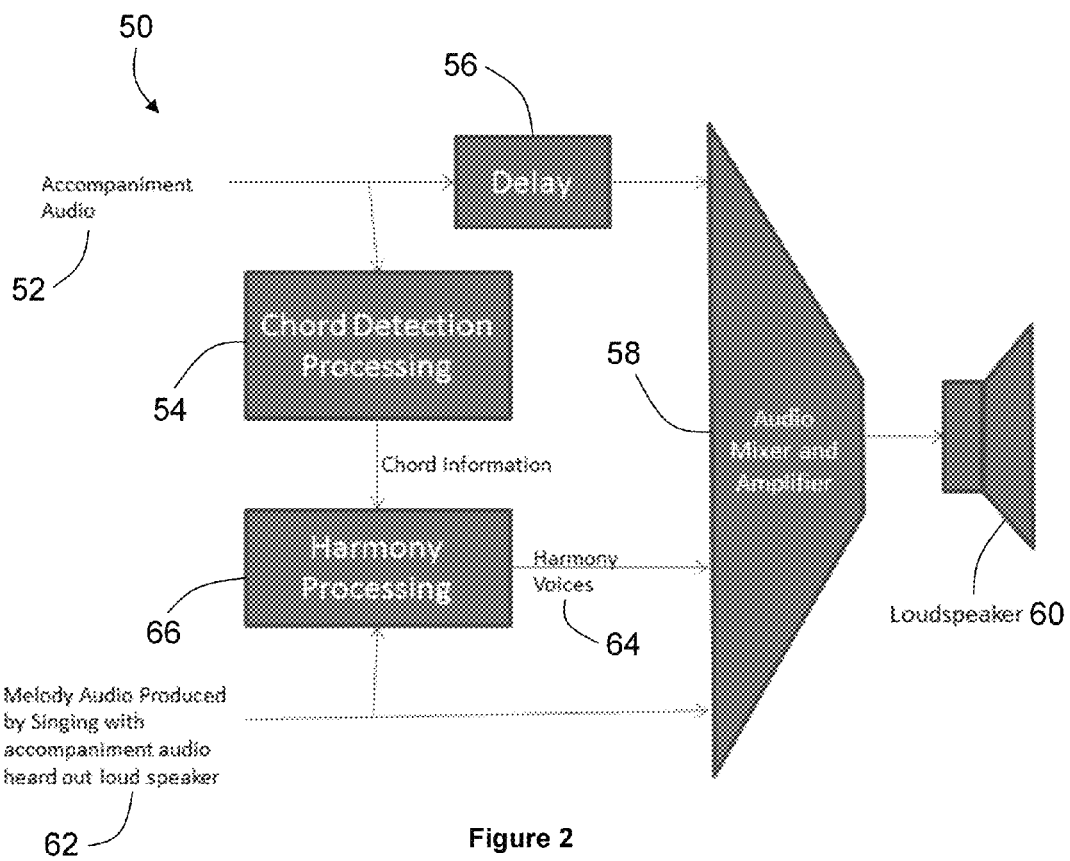 50
56
Accompaniment
Audio
Delay
52
Chord Detection
Processing
54
58
Audio
Mixer and
Amplifier
Chord Information
Harmony
Processing
Harmony
Voices
66
64
Loudspeaker 60
Melody Audio Produced
by Singing with
accompaniment audio
heard out loud speaker
62
Figure 2